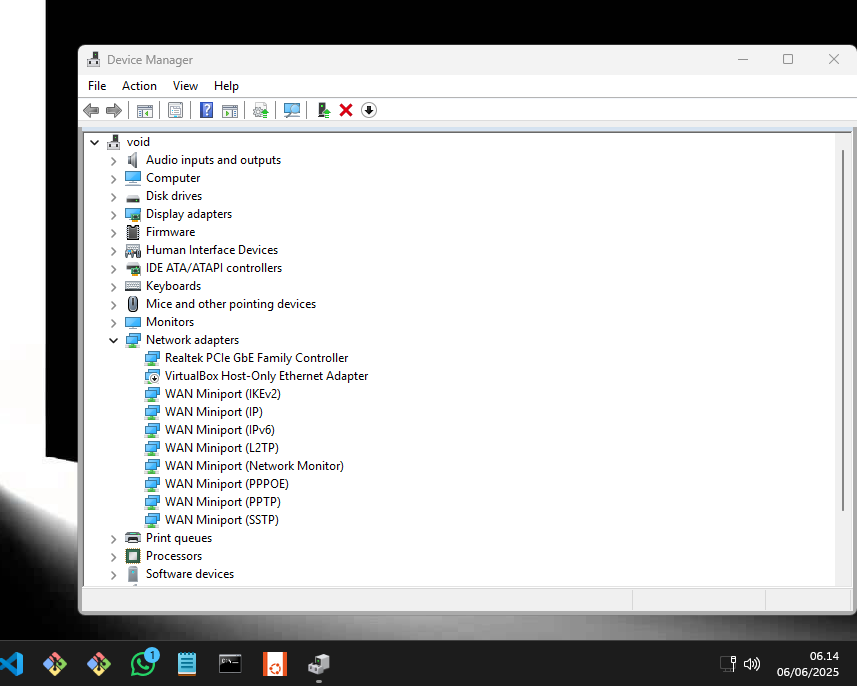 Device Manager
File Action View Help
void
Audio inputs and outputs
Computer
Disk drives
Display adapters
Firmware
Human Interface Devices
IDE ATA/ATAPI controllers
Keyboards
Mice and other pointing devices
Monitors
Network adapters
Realtek PCIe GbE Family Controller
VirtualBox Host-Only Ethernet Adapter
WAN Miniport (IKEv2)
WAN Miniport (IP)
WAN Miniport (IPv6)
WAN Miniport (L2TP)
WAN Miniport (Network Monitor)
WAN Miniport (PPPOE)
WAN Miniport (PPTP)
WAN Miniport (SSTP)
Print queues
Processors
Software devices
1
06.14
06/06/2025